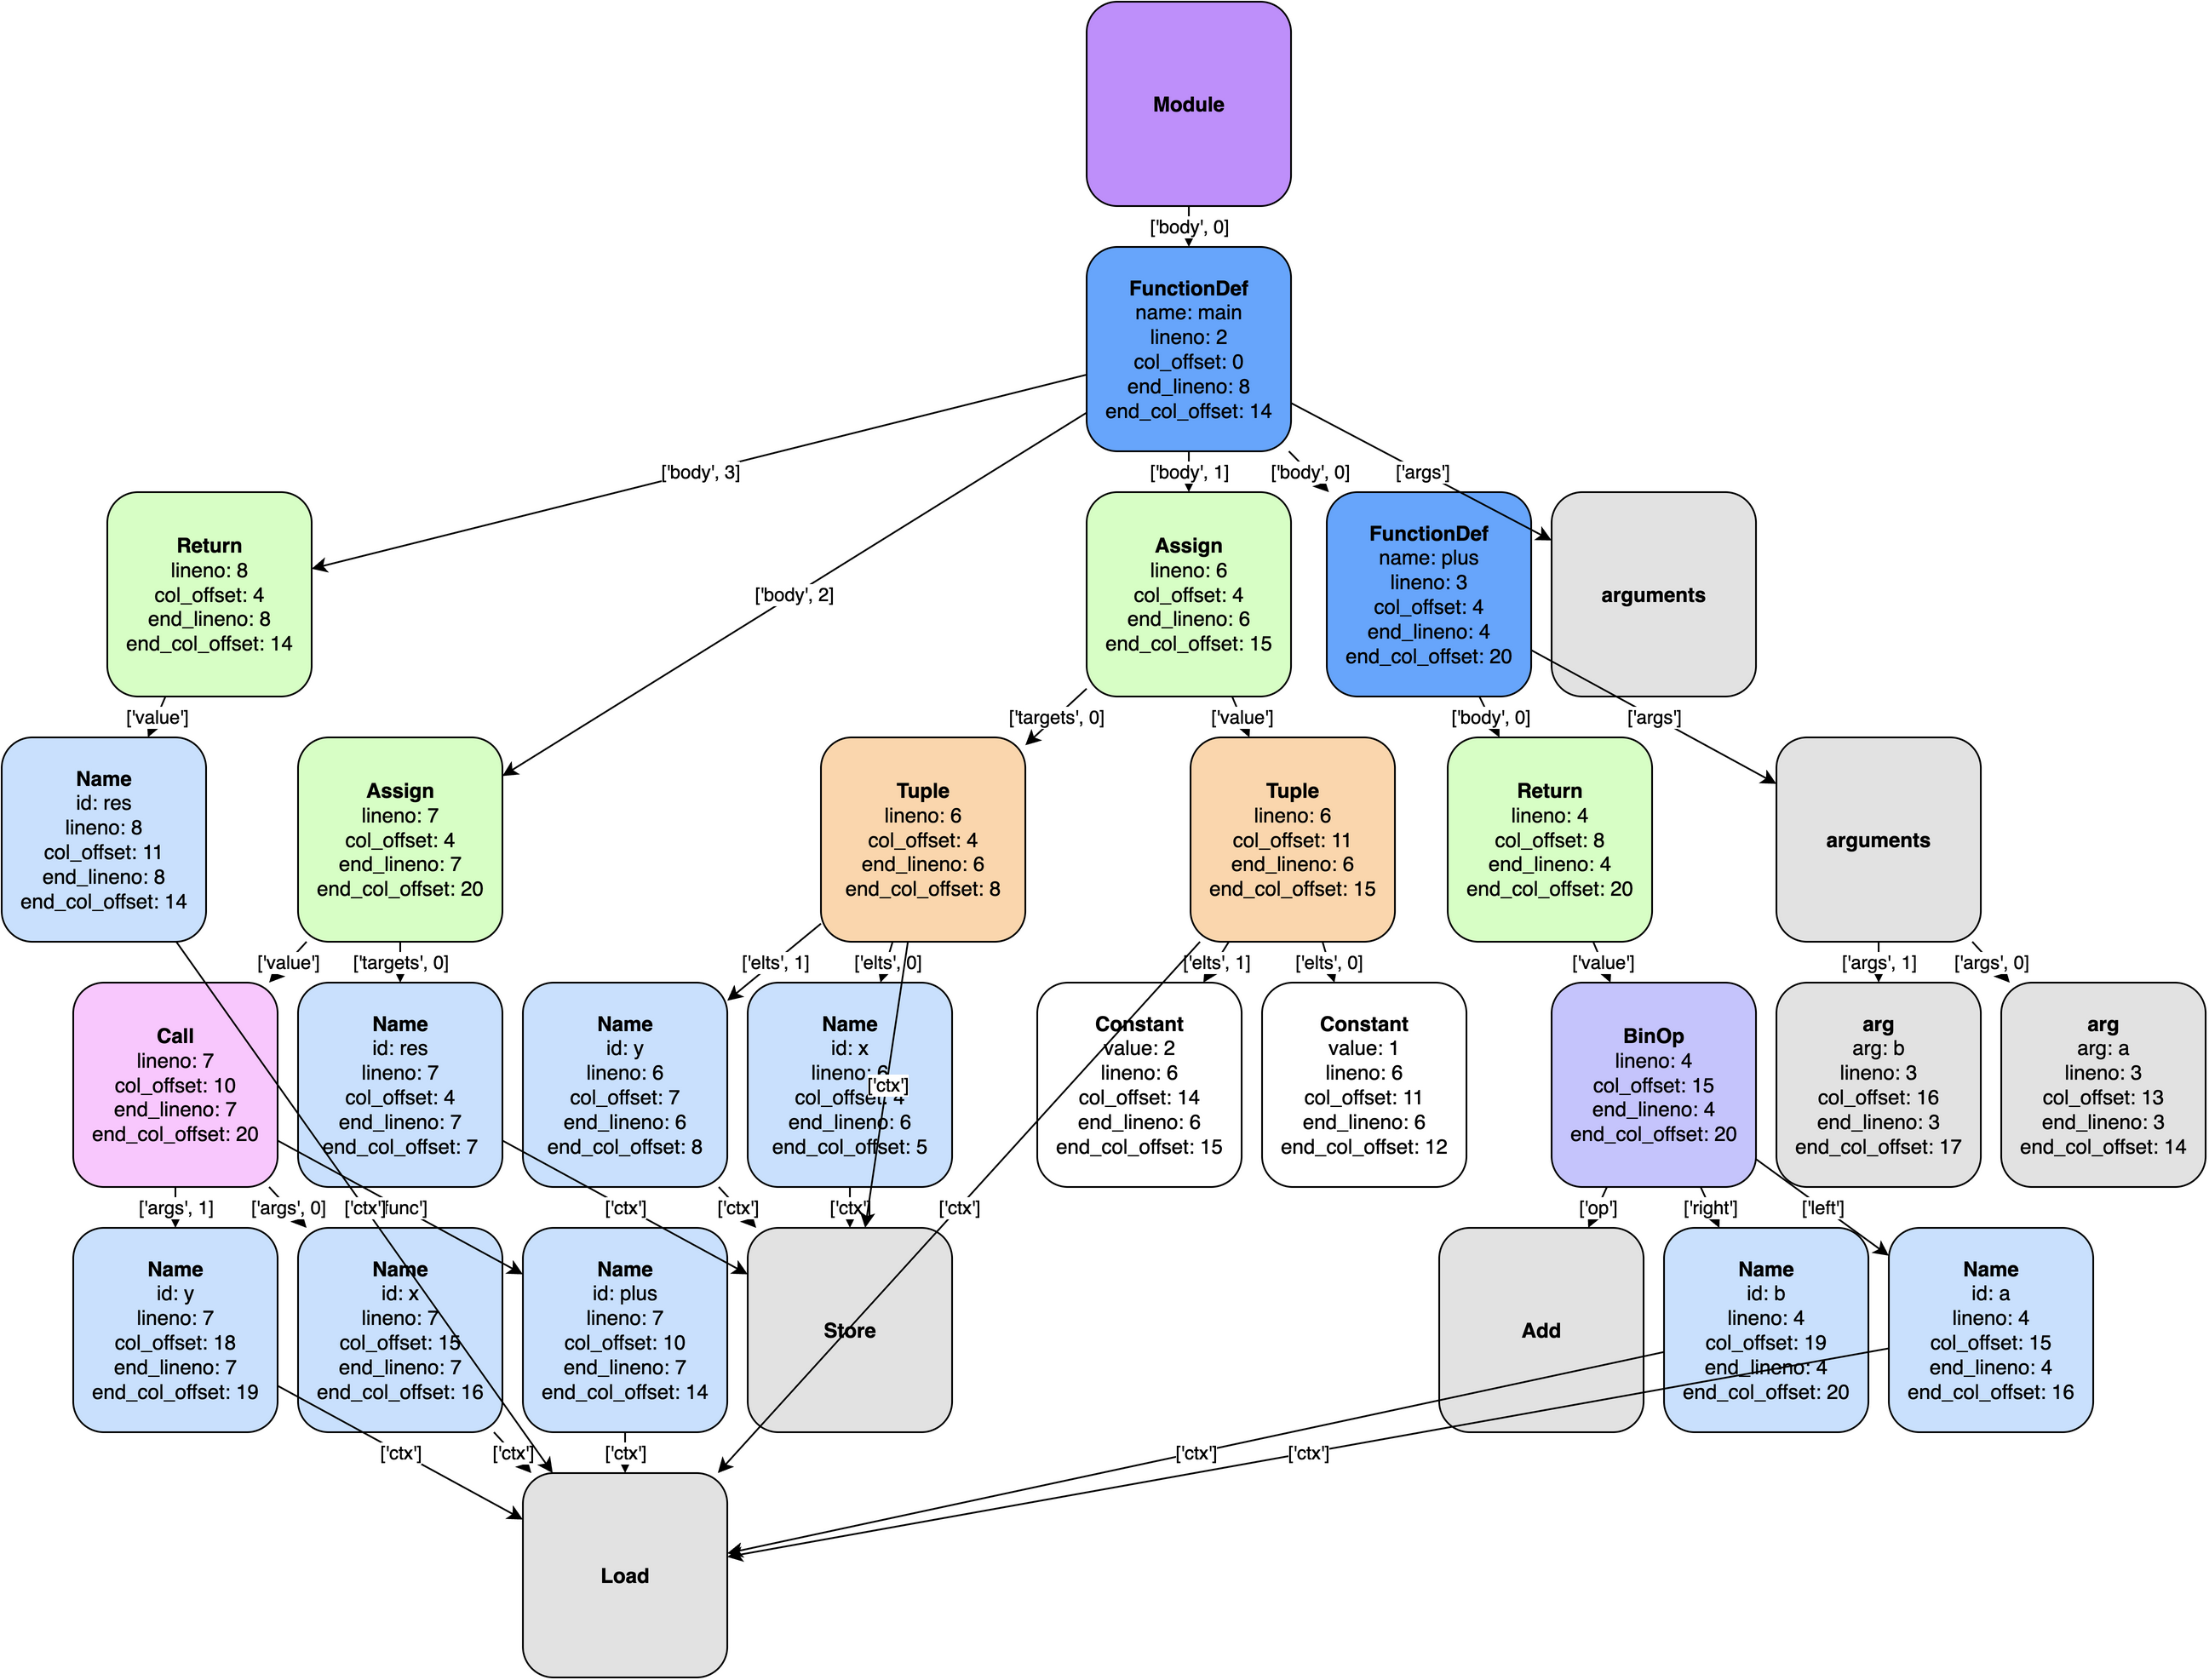 Module
['body', 0]
FunctionDef
name: main
lineno: 2
col_offset: 0
end_lineno: 8
end_col_offset: 14
['body', 3]
['body', 2]
['body', 1]
['body', 0]
['args']
Return
lineno: 8
col_offset: 4
end_lineno: 8
end_col_offset: 14
Assign
lineno: 6
col_offset: 4
end_lineno: 6
end_col_offset: 15
FunctionDef
name: plus
lineno: 3
col_offset: 4
end_lineno: 4
end_col_offset: 20
arguments
['value']
['targets', 0]
['value']
['body', 0]
['args']
Name
id: res
lineno: 8
col_offset: 11
end_lineno: 8
end_col_offset: 14
Assign
lineno: 7
col_offset: 4
end_lineno: 7
end_col_offset: 20
Tuple
lineno: 6
col_offset: 4
end_lineno: 6
end_col_offset: 8
Tuple
lineno: 6
col_offset: 11
end_lineno: 6
end_col_offset: 15
Return
lineno: 4
col_offset: 8
end_lineno: 4
end_col_offset: 20
arguments
['value']
['targets', 0]
['elts', 1]
['elts', 0]
['elts', 1]
['elts', 0]
['value']
['args', 1]
['args', 0]
Call
lineno: 7
col_offset: 10
end_lineno: 7
end_col_offset: 20
Name
id: res
lineno: 7
col_offset: 4
end_lineno: 7
end_col_offset: 7
Name
id: y
lineno: 6
col_offset: 7
end_lineno: 6
end_col_offset: 8
Name
id: x
lineno: 6
['ctx']
col_offset: 4
end_lineno: 6
end_col_offset: 5
Constant
value: 2
lineno: 6
col_offset: 14
end_lineno: 6
end_col_offset: 15
Constant
value: 1
lineno: 6
col_offset: 11
end_lineno: 6
end_col_offset: 12
BinOp
lineno: 4
col_offset: 15
end_lineno: 4
end_col_offset: 20
arg
arg: b
lineno: 3
col_offset: 16
end_lineno: 3
end_col_offset: 17
arg
arg: a
lineno: 3
col_offset: 13
end_lineno: 3
end_col_offset: 14
['args', 1]
['args', 0]
['ctx']
func']
['ctx']
['ctx']
['ctx']
['ctx']
['op']
['right']
['left']
Name
id: y
lineno: 7
col_offset: 18
end_lineno: 7
end_col_offset: 19
Name
id: x
lineno: 7
col_offset: 15
end_lineno: 7
end_col_offset: 16
Name
id: plus
lineno: 7
col_offset: 10
end_lineno: 7
end_col_offset: 14
Store
Add
Name
id: b
lineno: 4
col_offset: 19
end_lineno: 4
end_col_offset: 20
Name
id: a
lineno: 4
col_offset: 15
end_lineno: 4
end_col_offset: 16
['ctx']
['ctx']
['ctx']
['ctx']
['ctx']
Load